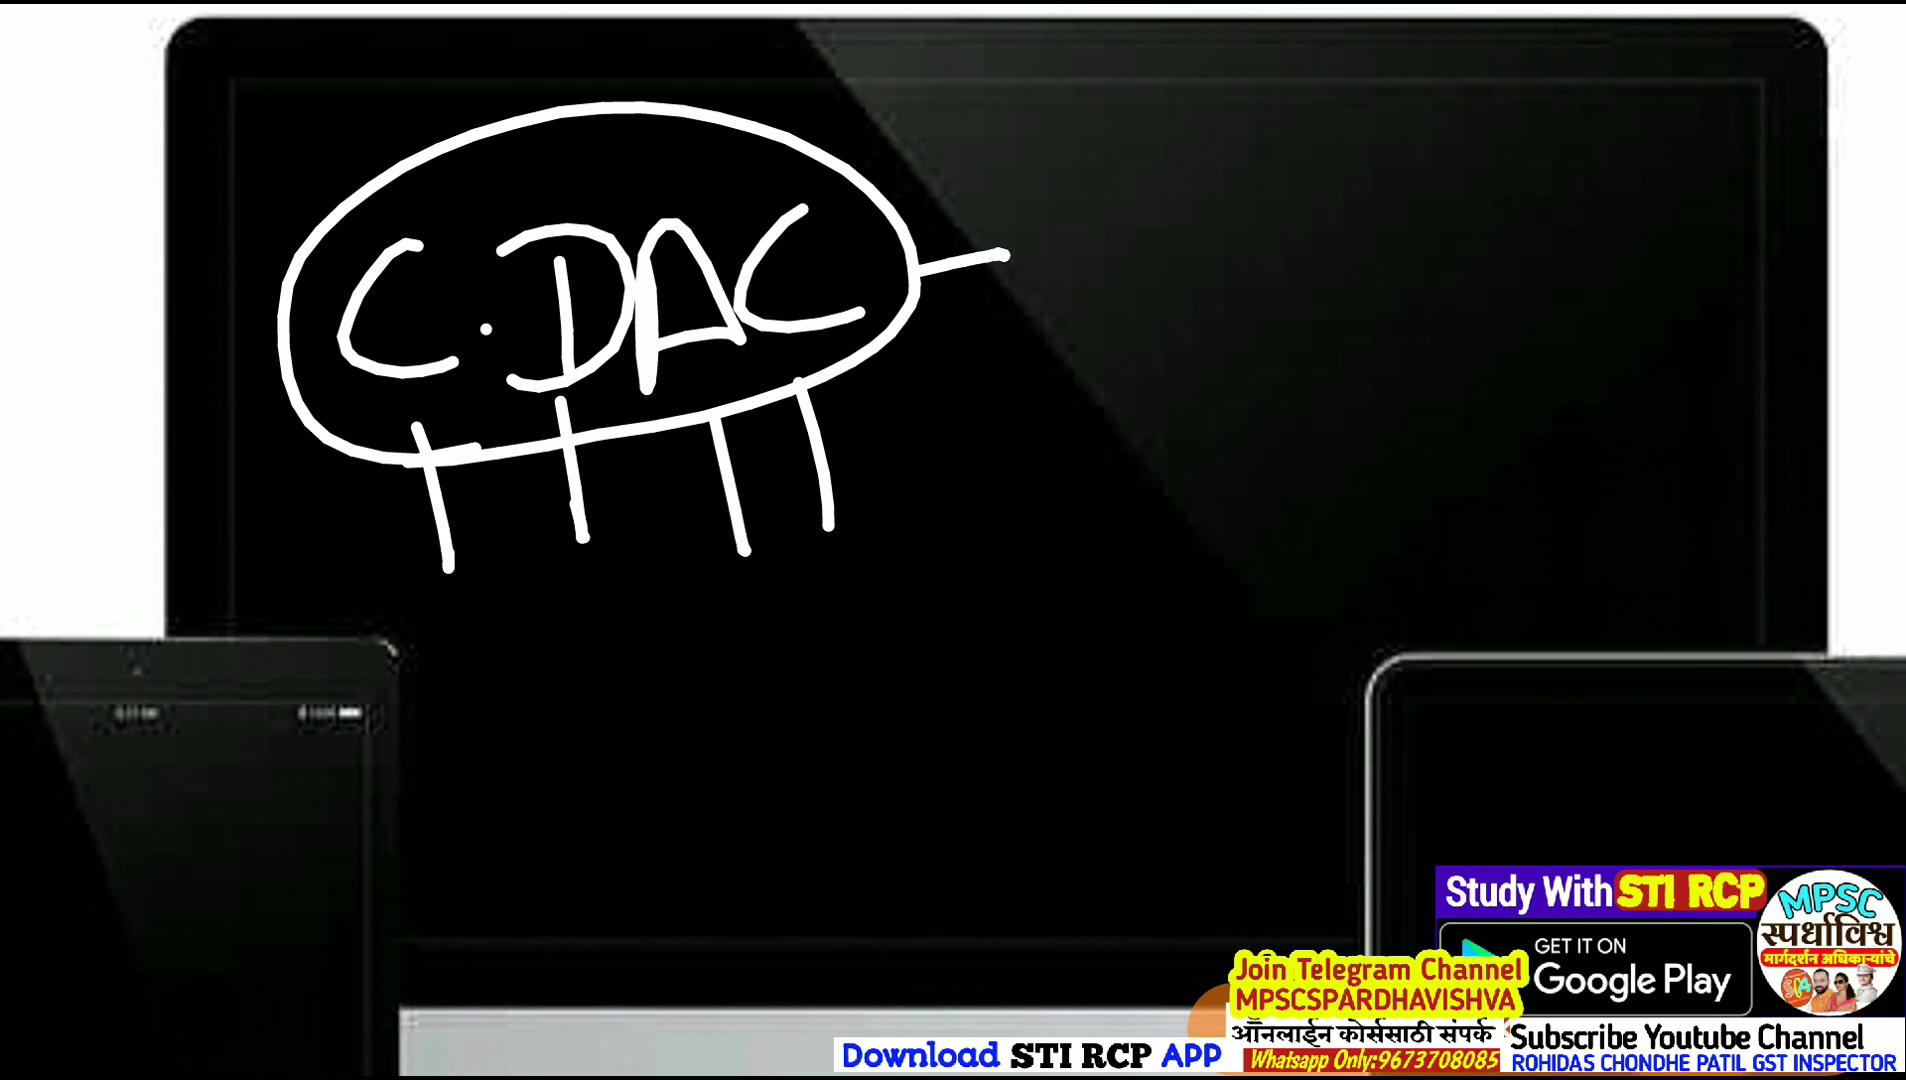 C.DAC
Study With STI RCP
MPSC
स्पर्धाविश्व
मार्गदर्शन अधिकाऱ्यांचे
GET IT ON
Google Play
Join Telegram Channel
MPSCSPARDHAVISHVA
ऑनलाईन कोर्ससाठी संपर्क
Whatsapp Only:9673708085
Download STI RCP APP
Subscribe Youtube Channel
ROHIDAS CHONDHE PATIL GST INSPECTOR